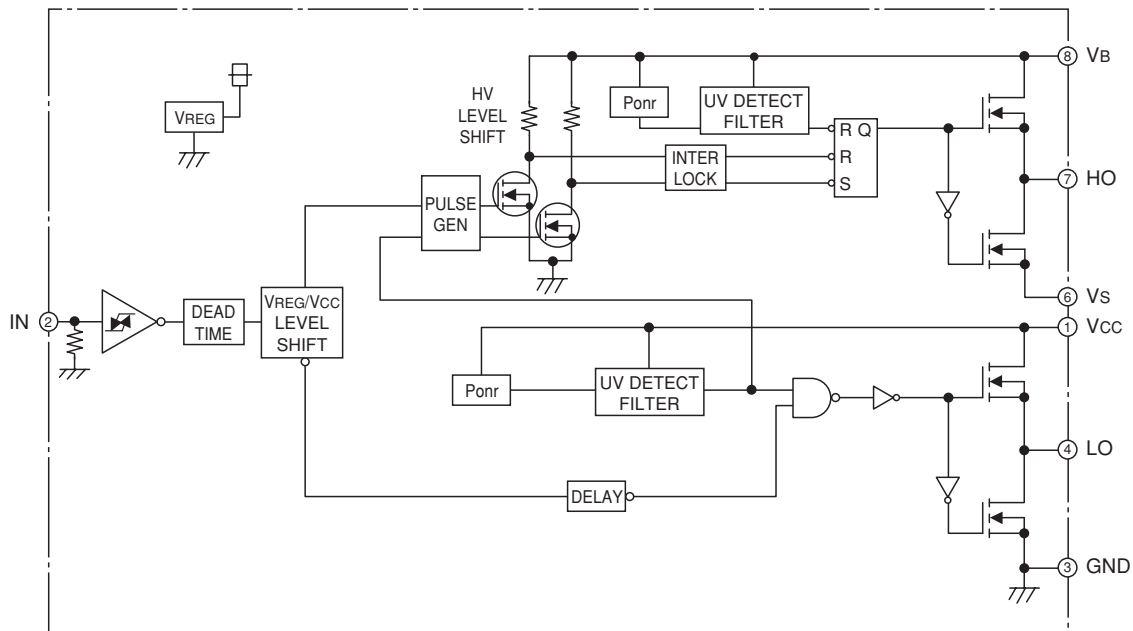 8 VB
HV
LEVEL
SHIFT
VREG
Ponr
UV DETECT
FILTER
R Q
R
S
INTER
LOCK
7 HO
PULSE
GEN
6 VS
IN 2
DEAD
TIME
VREG/VCC
LEVEL
SHIFT
1 VCC
Ponr
UV DETECT
FILTER
4 LO
DELAY
3 GND